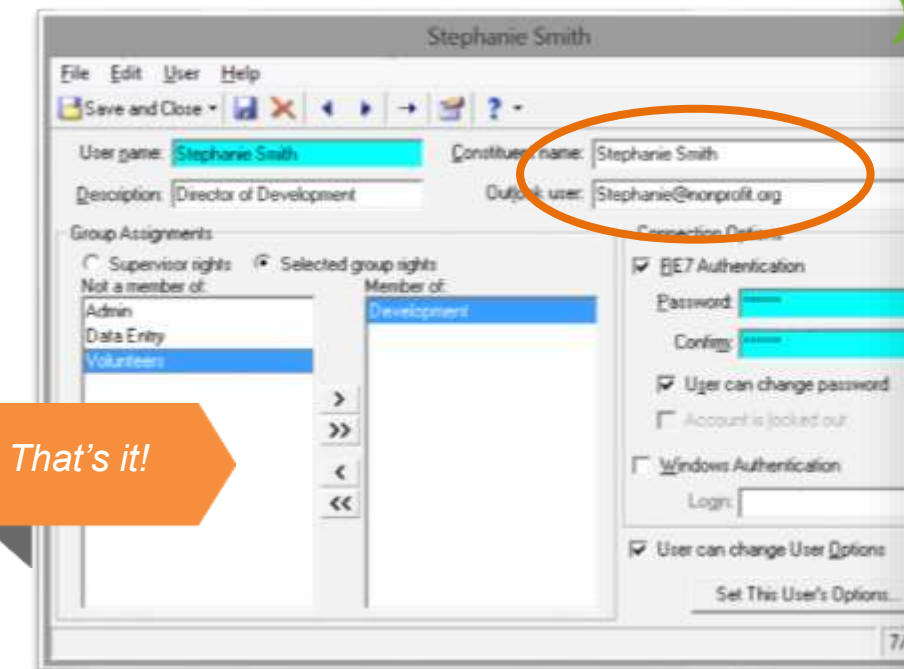 Stephanie Smith
File Edit User Help
Save and Close ?
User name: Stephanie Smith Constituent name: Stephanie Smith
Description: Director of Development Outlook user: Stephanie@nonprofit.org
Group Assignments Connection Options
Supervisor rights Selected group rights RE7 Authentication
Not a member of: Member of:
Admin Development Password: ******
Data Entry Confirm: ******
Volunteers
User can change password
> Account is locked out
>>
That's it!
< Windows Authentication
<< Login:
User can change User Options
Set This User's Options...
7/